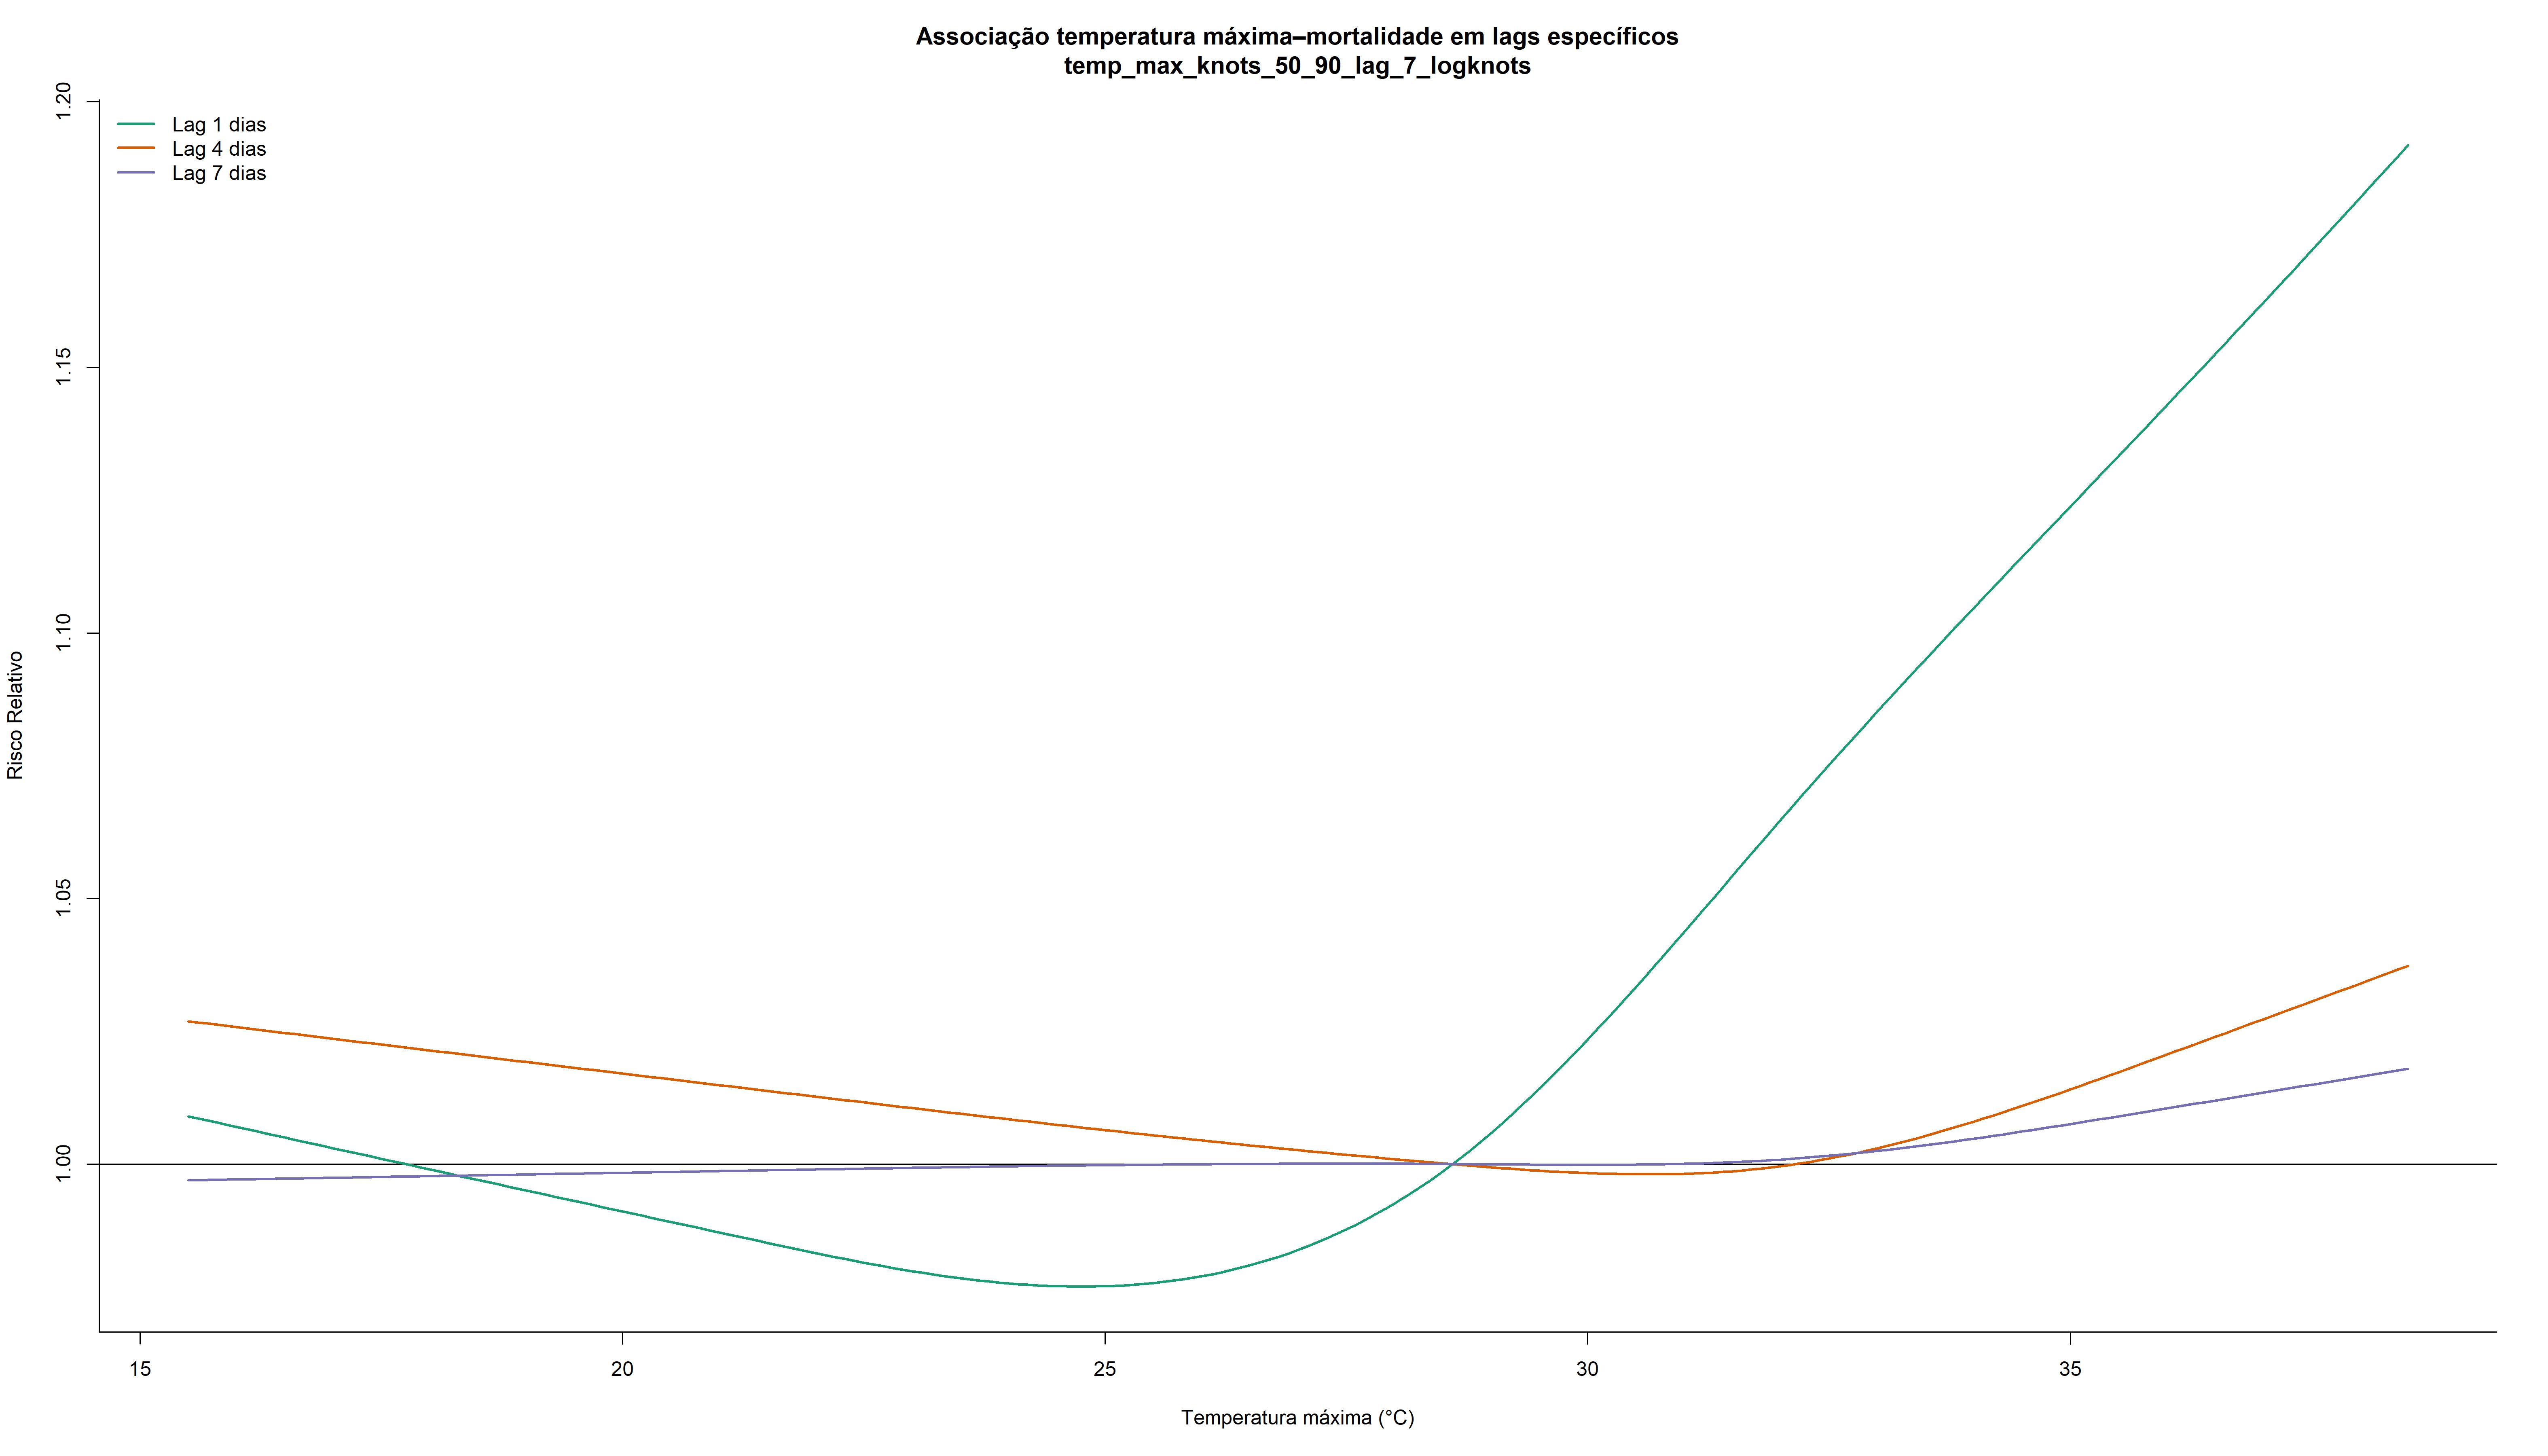 Associação temperatura máxima–mortalidade em lags específicos
temp_max_knots_50_90_lag_7_logknots
Lag 1 dias
Lag 4 dias
Lag 7 dias
Risco Relativo
1.20
1.15
1.10
1.05
1.00
15 20 25 30 35
Temperatura máxima (°C)